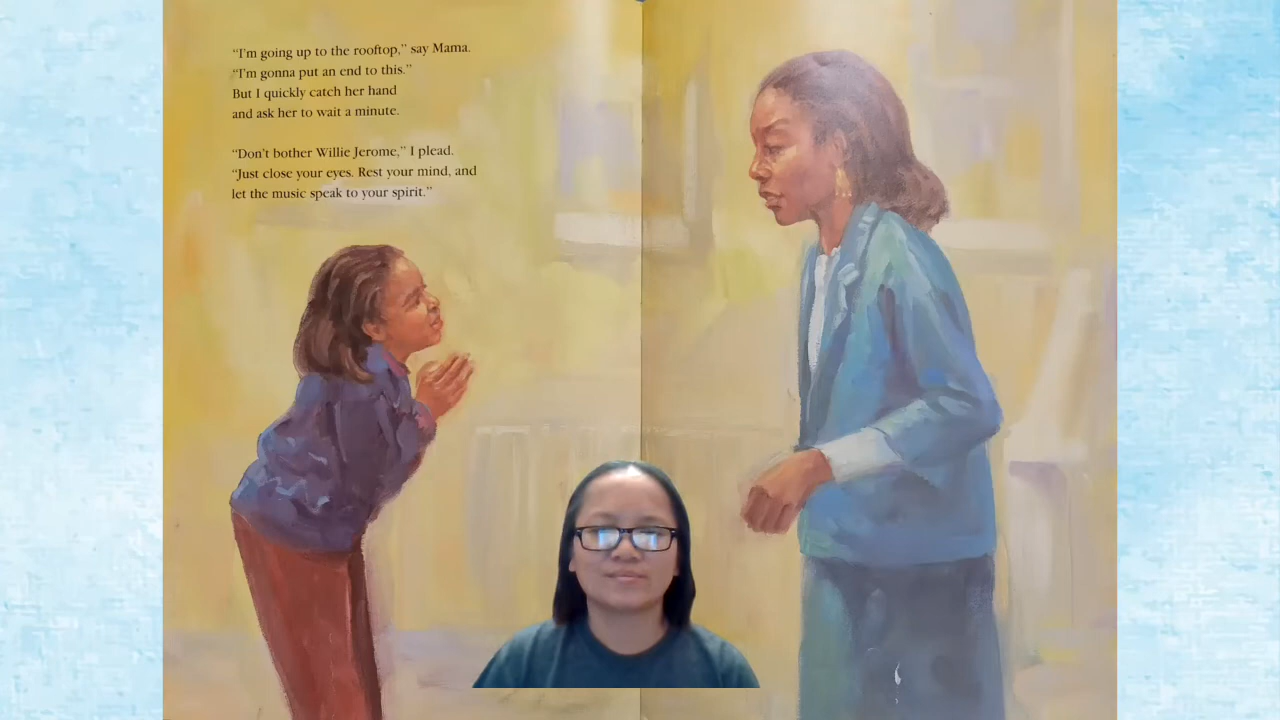 “I'm going up to the rooftop,” say Mama.
“I'm gonna put an end to this.”
But I quickly catch her hand
and ask her to wait a minute.
“Don't bother Willie Jerome,” I plead.
“Just close your eyes. Rest your mind, and
let the music speak to your spirit.”